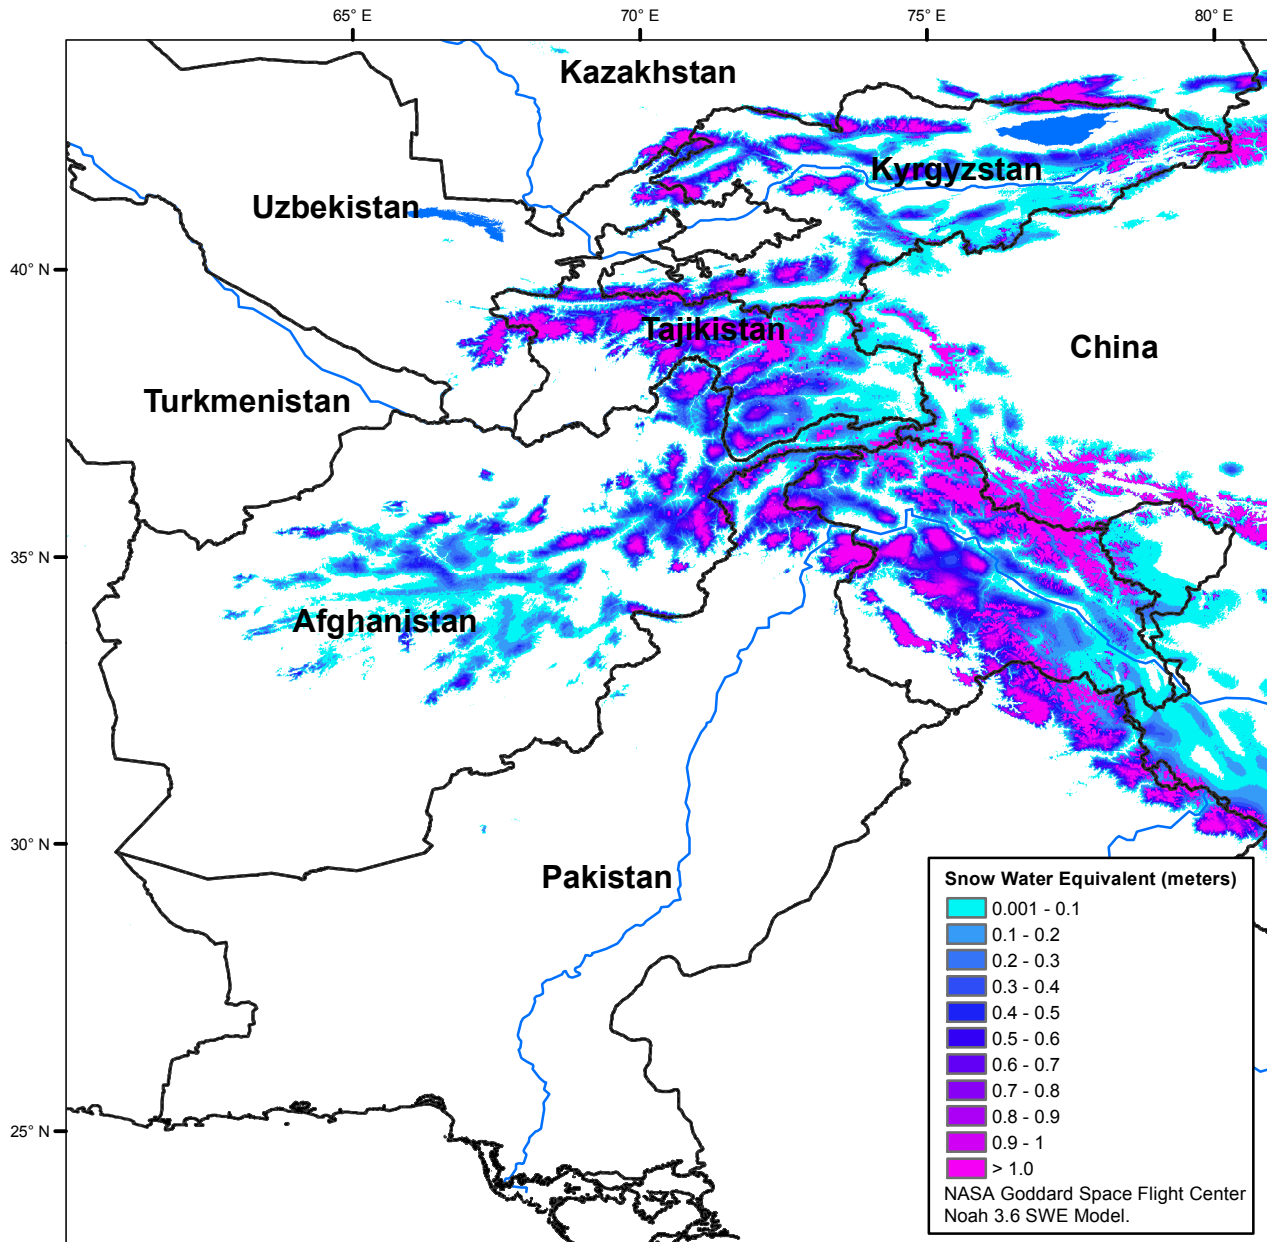 65° E
70° E
75° E
80° E
Kazakhstan
Kyrgyzstan
Uzbekistan
40° N
Tajikistan
China
Turkmenistan
35° N
Afghanistan
30° N
Pakistan
Snow Water Equivalent (meters)
0.001 - 0.1
0.1 - 0.2
0.2 - 0.3
0.3 - 0.4
0.4 - 0.5
0.5 - 0.6
0.6 - 0.7
0.7 - 0.8
0.8 - 0.9
0.9 - 1
> 1.0
25° N
NASA Goddard Space Flight Center
Noah 3.6 SWE Model.